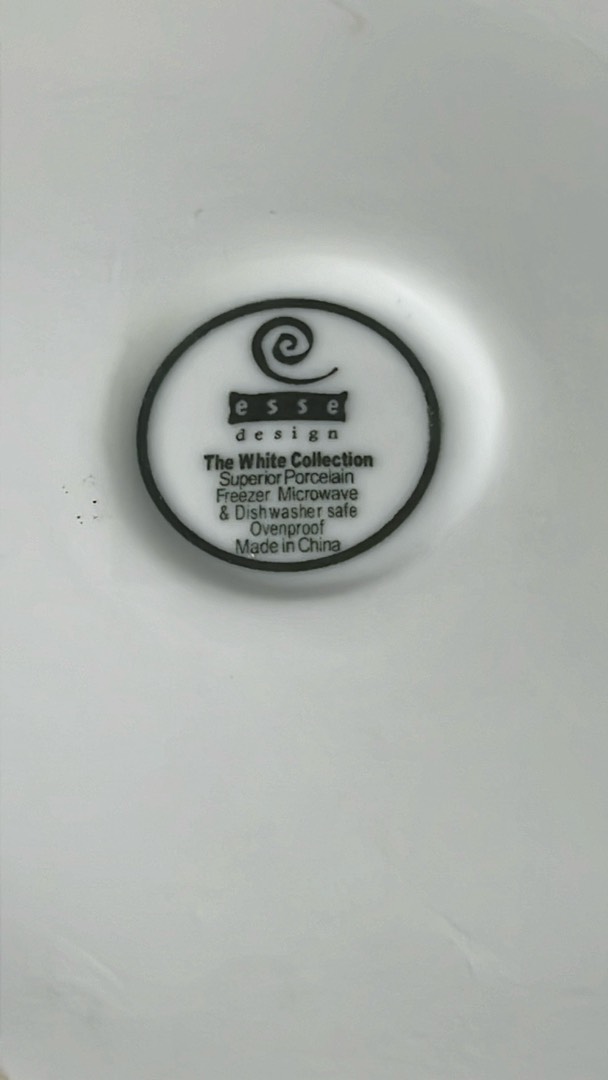 esse
design
The White Collection
Superior Porcelain
Freezer Microwave
& Dishwasher safe
Ovenproof
Made in China